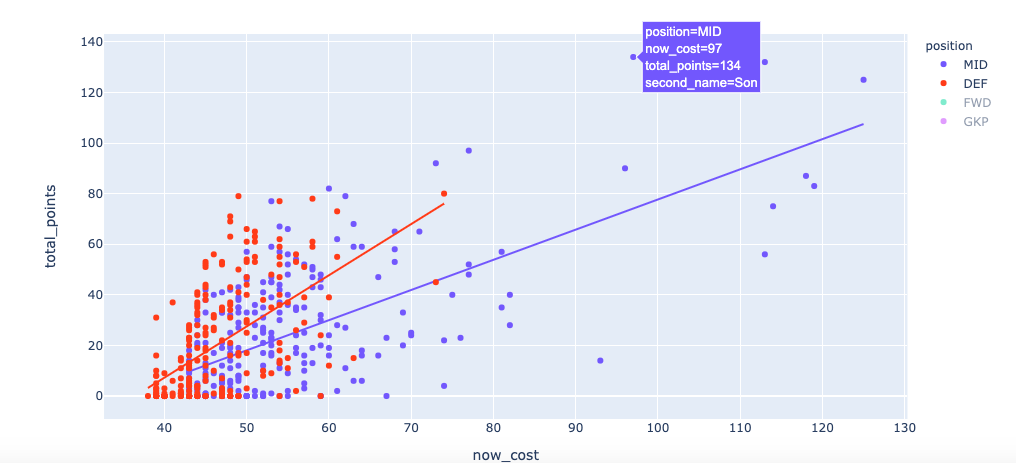 position=MID
now_cost=97
total_points=134
second_name=Son
position
MID
DEF
FWD
GKP
total_points
140
120
100
80
60
40
20
0
40 50 60 70 80 90 100 110 120 130
now_cost